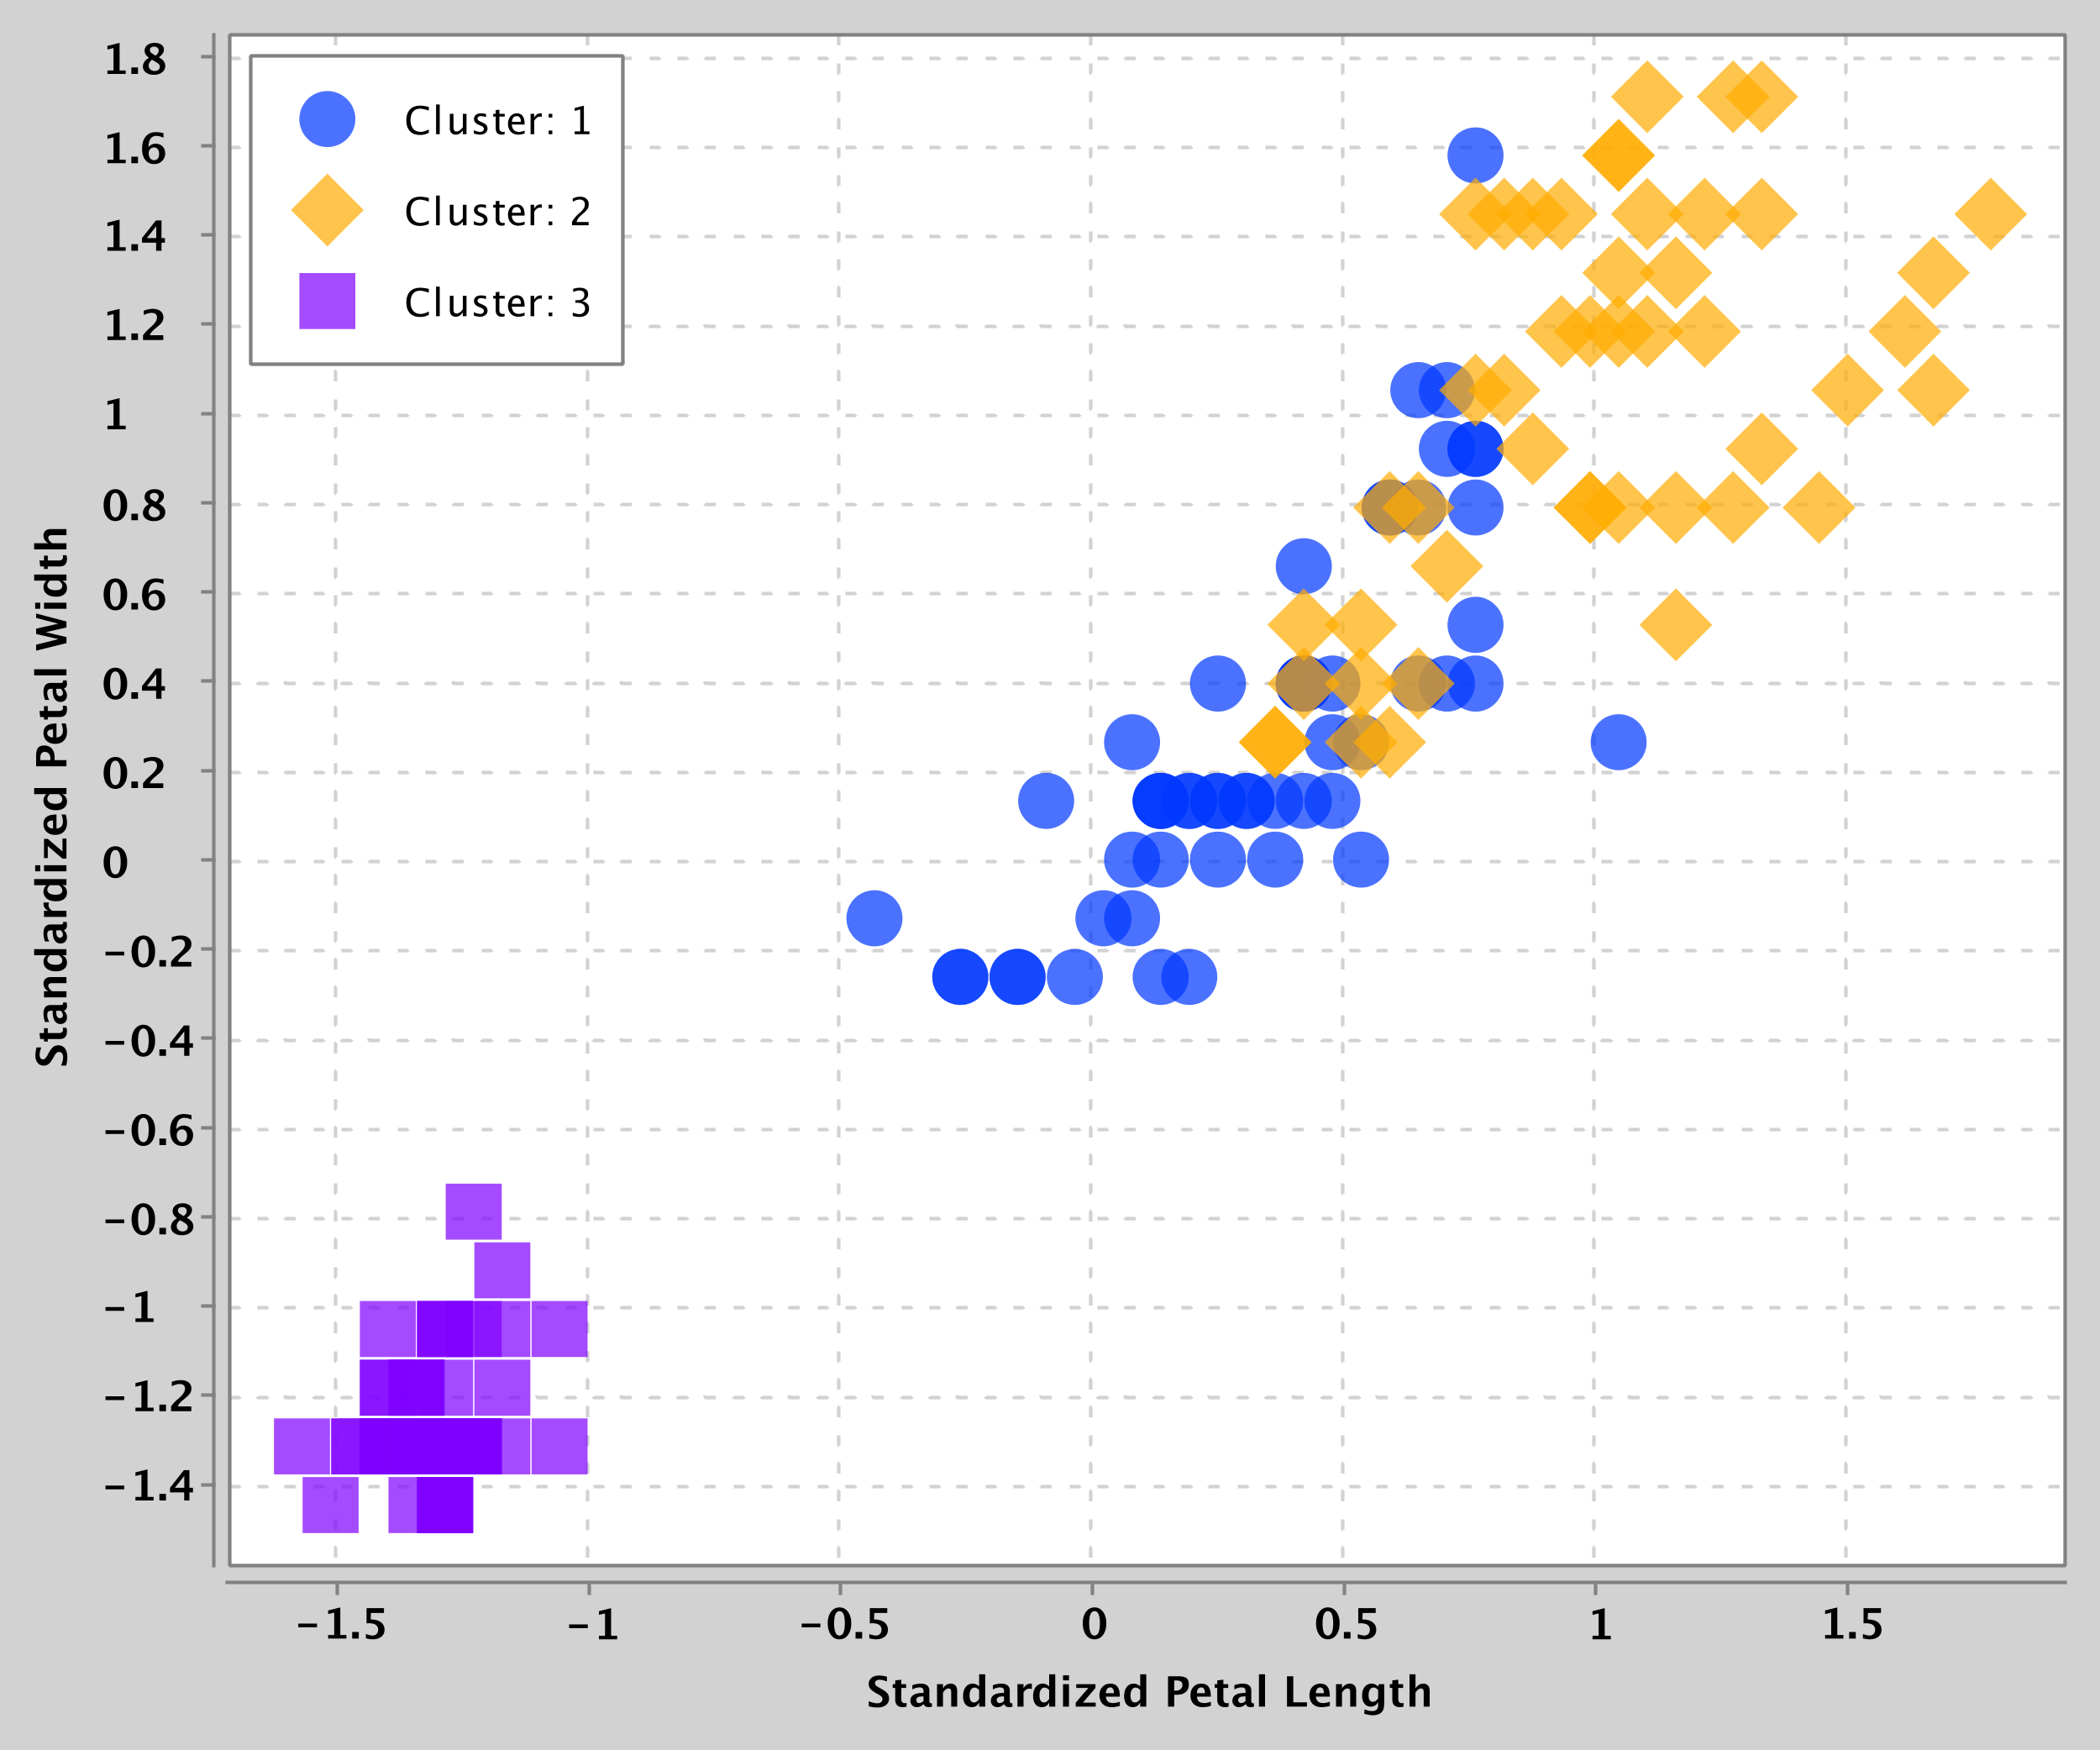 Cluster: 1
Cluster: 2
Cluster: 3
1.8
1.6
1.4
1.2
1
0.8
0.6
0.4
0.2
0
−0.2
−0.4
−0.6
−0.8
−1
−1.2
−1.4
Standardized Petal Width
−1.5 −1 −0.5 0 0.5 1 1.5
Standardized Petal Length